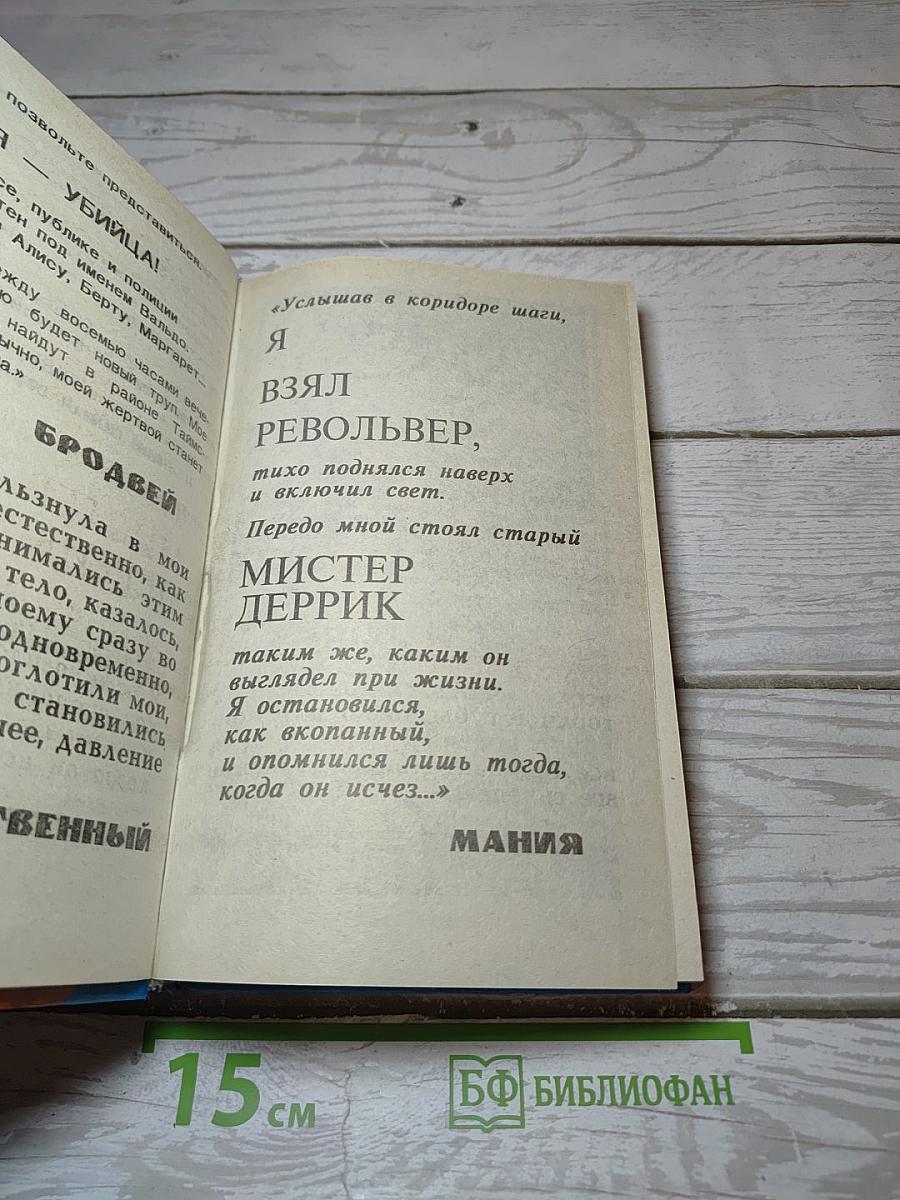 позвольте представиться.
Я — УБИЙЦА!
публике и полиции
под именем Вальдо.
Алису, Берту, Маргарет...
восемью часами вече-
будет новый труп. Мое
найдут в районе Таймс-
моей жертвой станет
БРОДВЕЙ
в мои
естественно, как
этим
тело, казалось,
моему сразу во
одновременно,
поглотили мои,
становились
давление
«Услышав в коридоре шаги,
Я
ВЗЯЛ
РЕВОЛЬВЕР,
тихо поднялся наверх
и включил свет.
Передо мной стоял старый
МИСТЕР
ДЕРРИК
таким же, каким он
выглядел при жизни.
Я остановился,
как вкопанный,
и опомнился лишь тогда,
когда он исчез...»
МАНИЯ
15 см
БФ БИБЛИОФАН